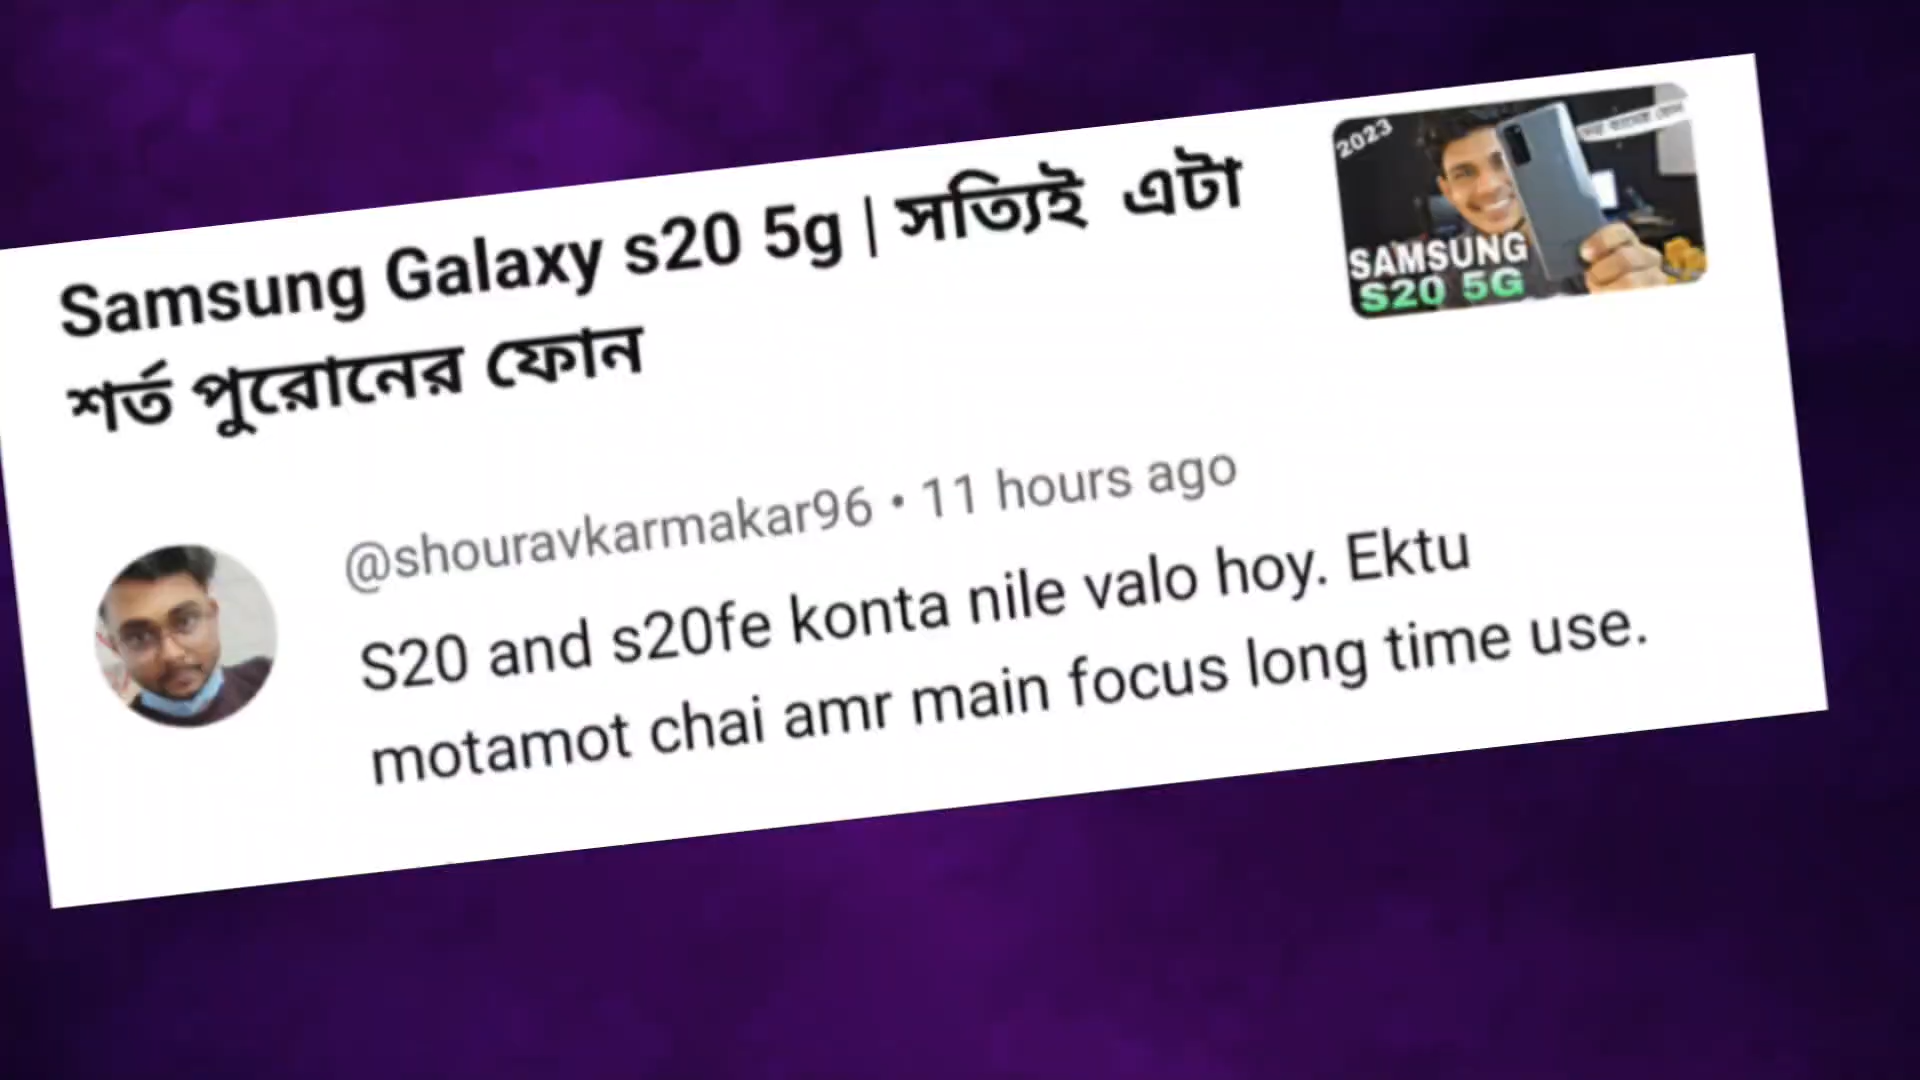 Samsung Galaxy s20 5g | সত্যিই এটা
শর্ত পুরোনের ফোন
2023
SAMSUNG
S20 5G
@shouravkarmakar96 • 11 hours ago
S20 and s20fe konta nile valo hoy. Ektu
motamot chai amr main focus long time use.